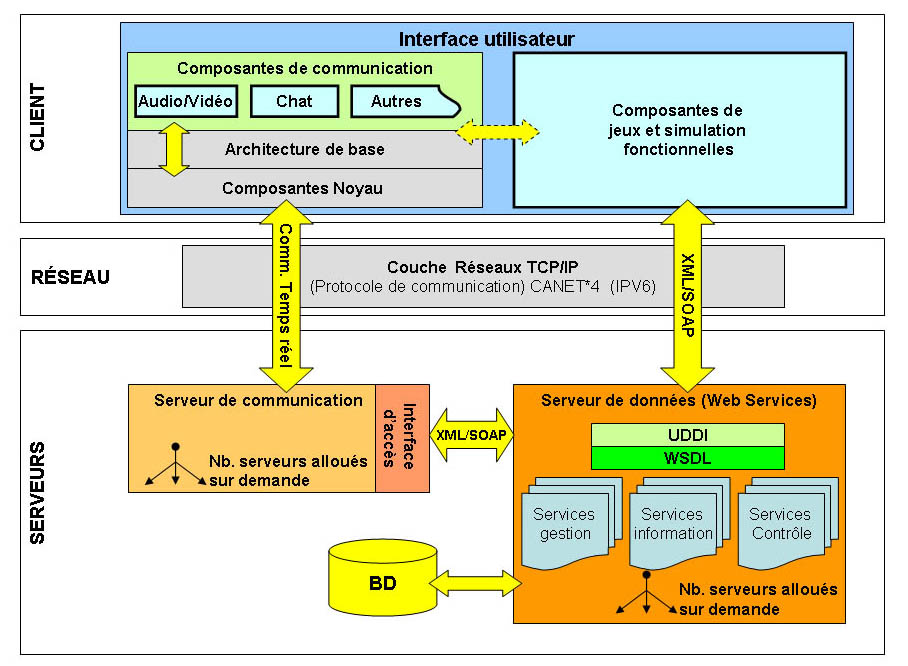 CLIENT
Interface utilisateur
Composantes de communication
Audio/Vidéo
Chat
Autres
Architecture de base
Composantes Noyau
Composantes de
jeux et simulation
fonctionnelles
RÉSEAU
Couche Réseaux TCP/IP
(Protocole de communication) CANET*4 (IPV6)
Comm. Temps réel
XML/SOAP
SERVEURS
Serveur de communication
Nb. serveurs alloués
sur demande
Interface
d'accès
XML/SOAP
Serveur de données (Web Services)
UDDI
WSDL
Services
gestion
Services
information
Services
Contrôle
Nb. serveurs alloués
sur demande
BD